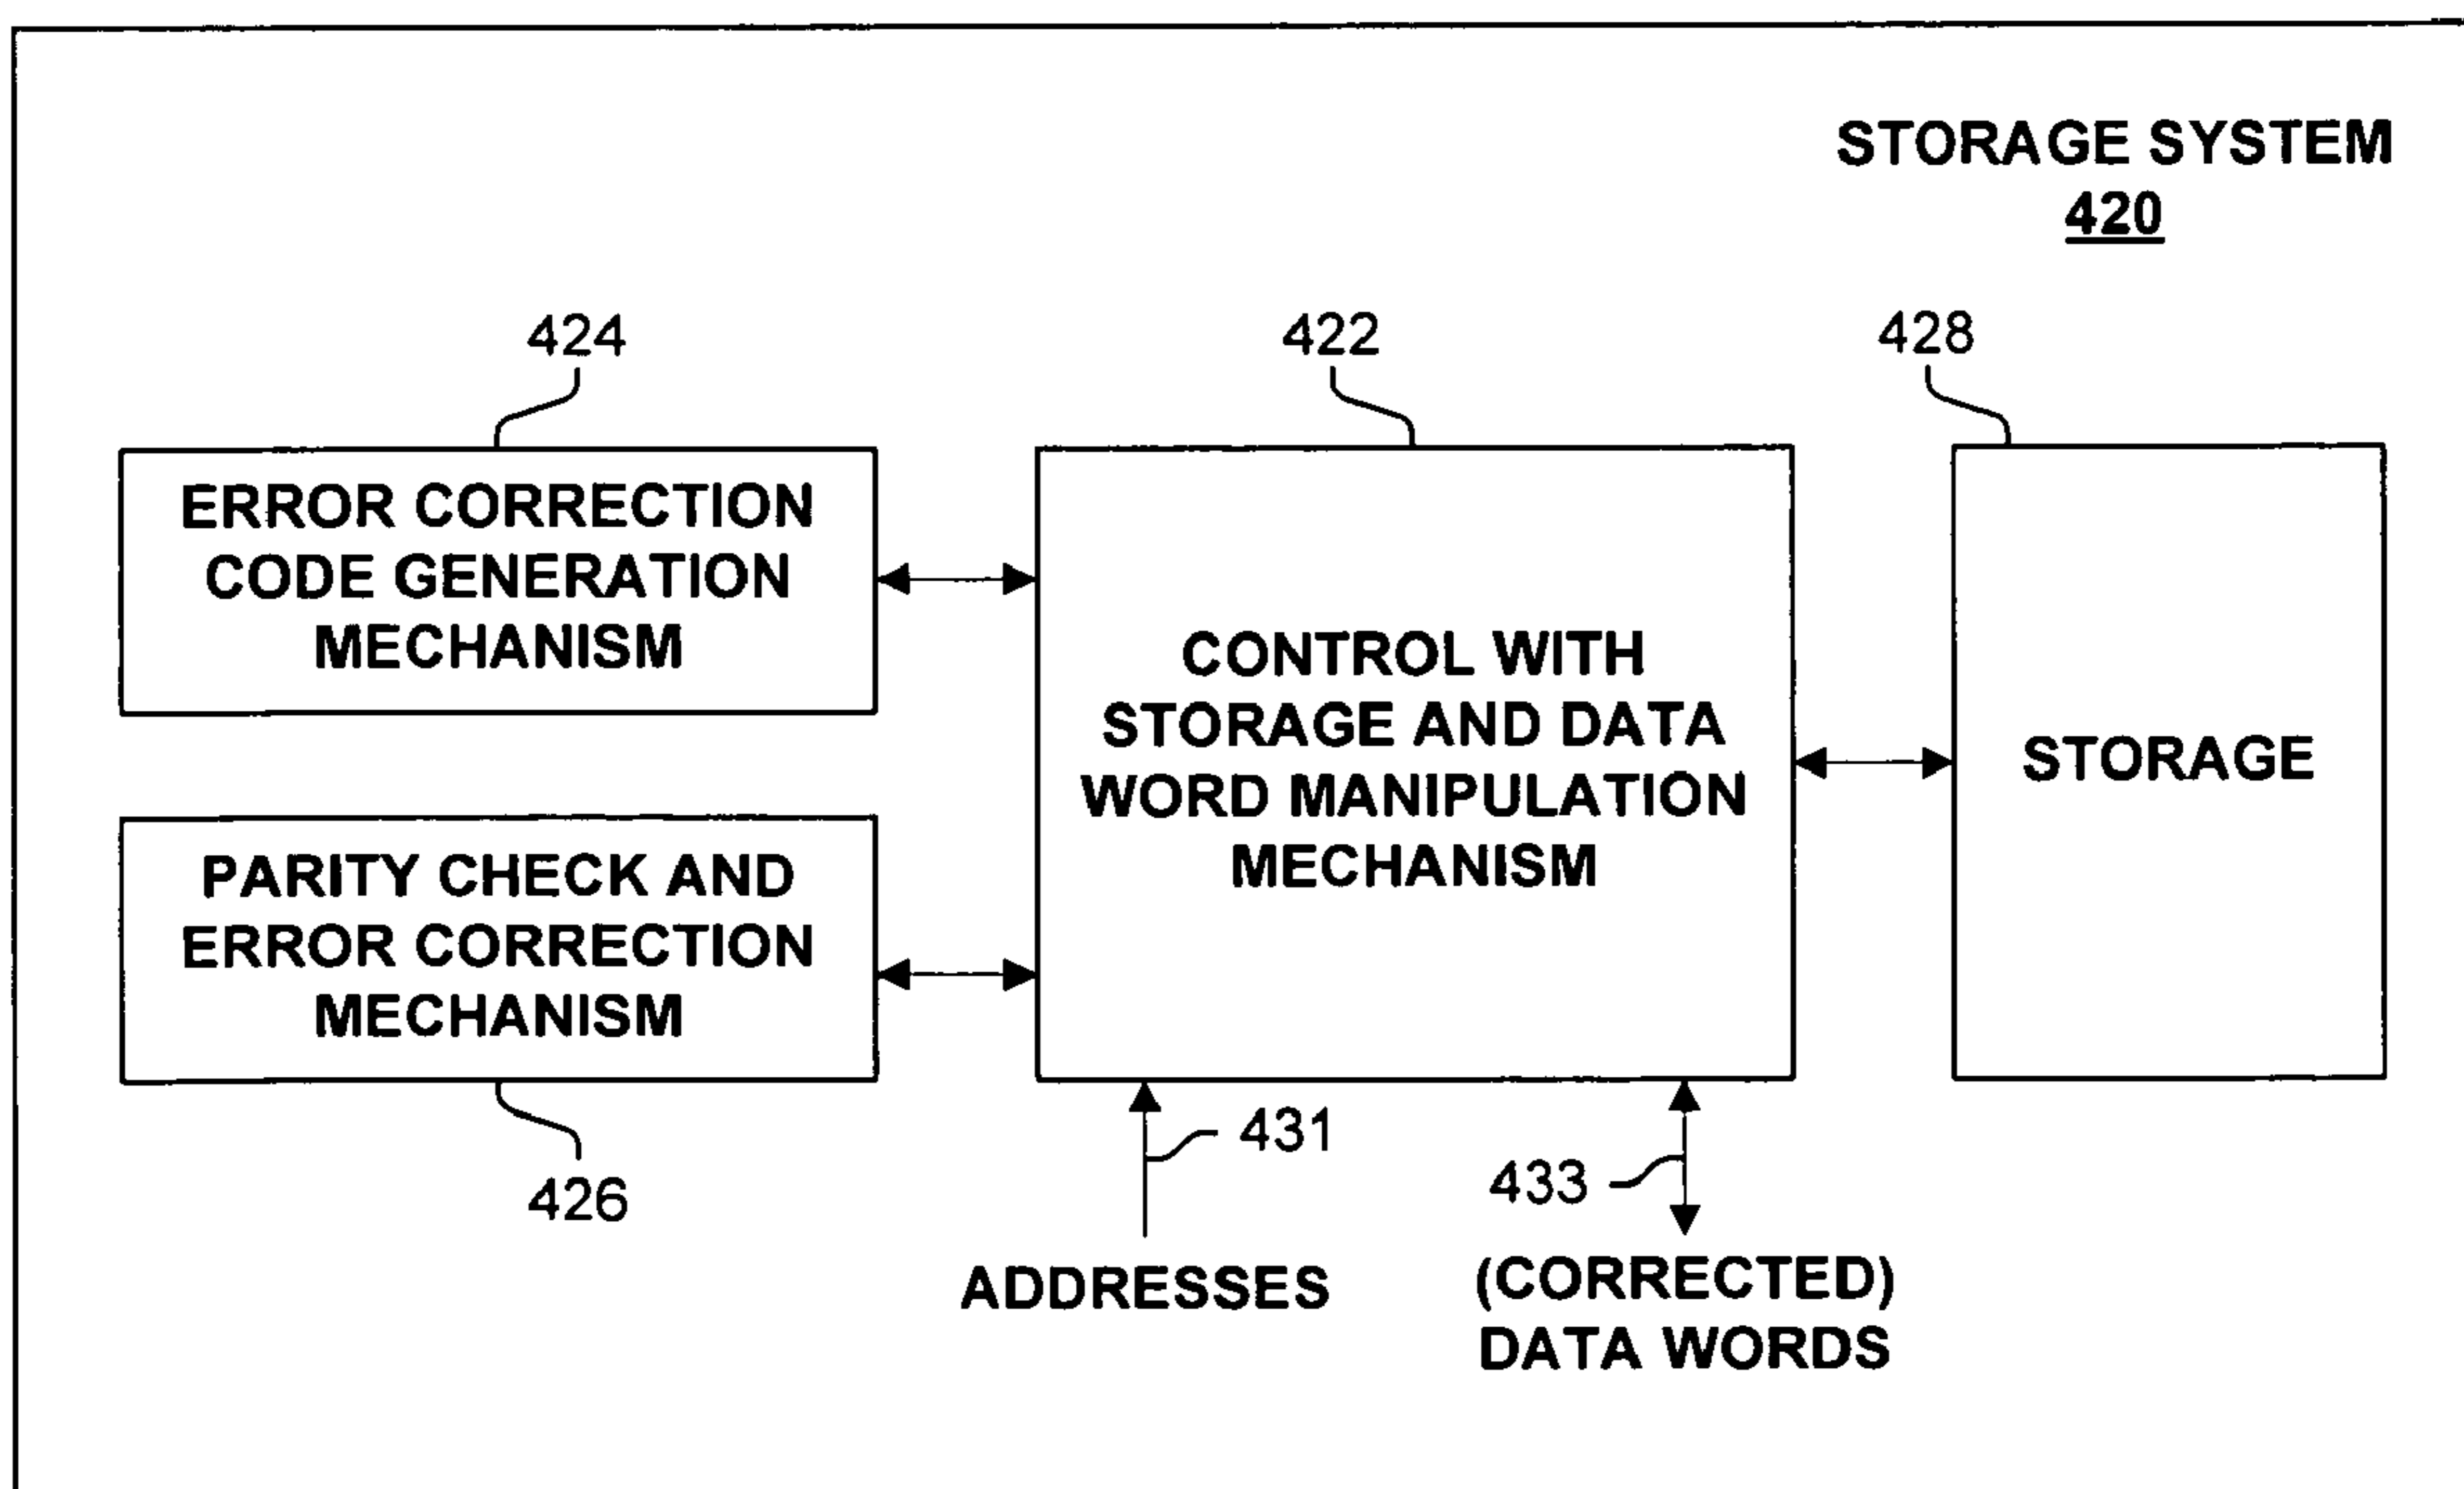 STORAGE SYSTEM
420
424
422
428
ERROR CORRECTION
CODE GENERATION
MECHANISM
CONTROL WITH
STORAGE AND DATA
WORD MANIPULATION
MECHANISM
STORAGE
PARITY CHECK AND
ERROR CORRECTION
MECHANISM
426
431
433
ADDRESSES
(CORRECTED)
DATA WORDS